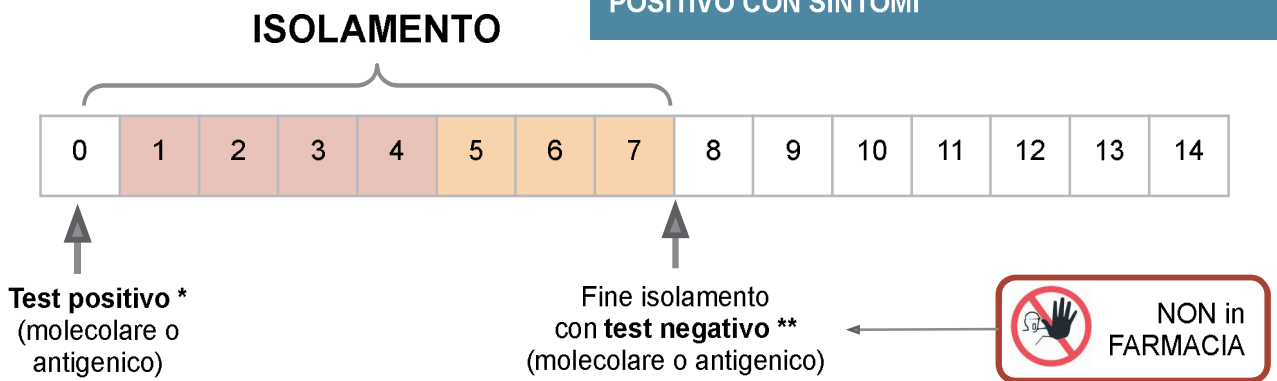 POSITIVO CON SINTOMI
ISOLAMENTO
0 1 2 3 4 5 6 7 8 9 10 11 12 13 14
Test positivo *
(molecolare o
antigenico)
Fine isolamento
con test negativo **
(molecolare o antigenico)
NON in
FARMACIA